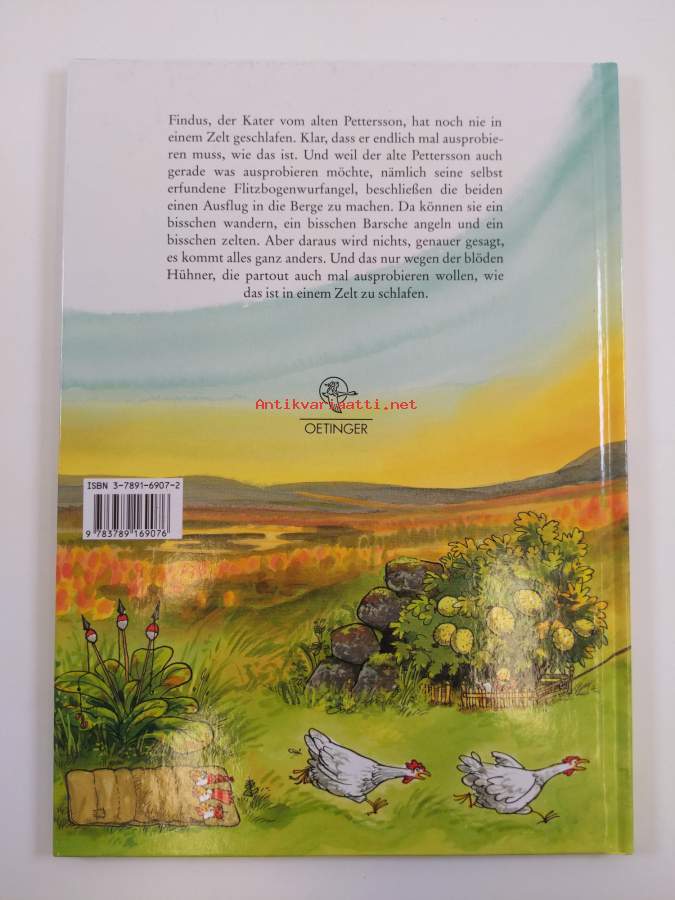 Findus, der Kater vom alten Pettersson, hat noch nie in
einem Zelt geschlafen. Klar, dass er endlich mal ausprobie-
ren muss, wie das ist. Und weil der alte Pettersson auch
gerade was ausprobieren möchte, nämlich seine selbst
erfundene Flitzbogenwurfangel, beschließen die beiden
einen Ausflug in die Berge zu machen. Da können sie ein
bisschen wandern, ein bisschen Barsche angeln und ein
bisschen zelten. Aber daraus wird nichts, genauer gesagt,
es kommt alles ganz anders. Und das nur wegen der blöden
Hühner, die partout auch mal ausprobieren wollen, wie
das ist in einem Zelt zu schlafen.
Antikvariaatti.net
OETINGER
ISBN 3-7891-6907-2
9 783789 169076